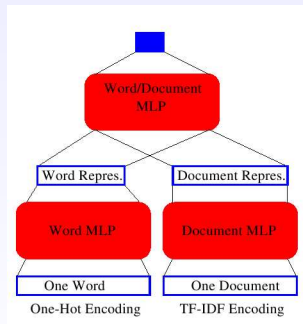 Word/Document
MLP
Word Repres.
Document Repres.
Word MLP
Document MLP
One Word
One Document
One-Hot Encoding
TF-IDF Encoding